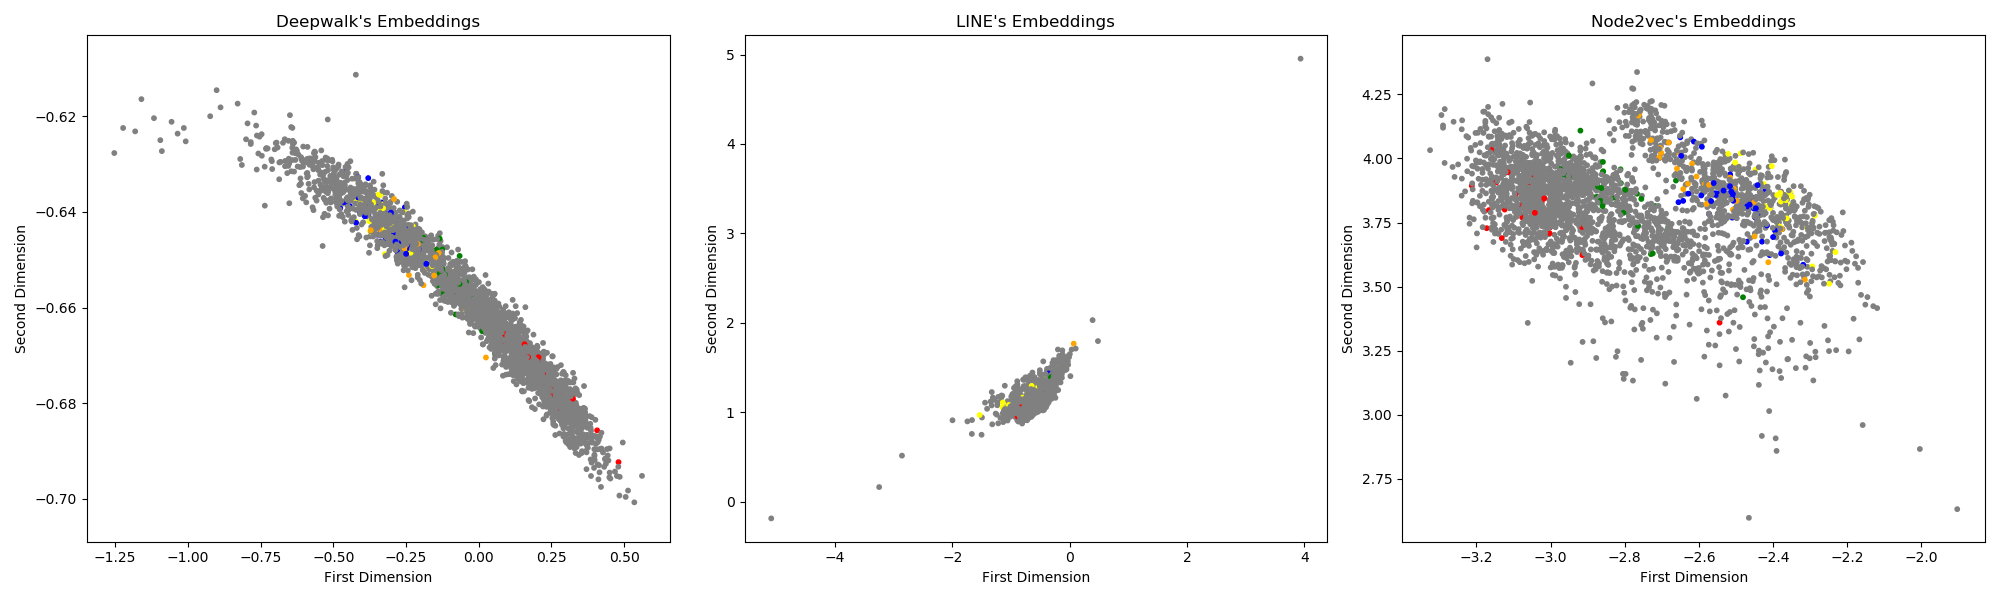 Deepwalk's Embeddings
−0.62
−0.64
−0.66
−0.68
−0.70
Second Dimension
−1.25 −1.00 −0.75 −0.50 −0.25 0.00 0.25 0.50
First Dimension
LINE's Embeddings
5
4
3
2
1
0
Second Dimension
−4 −2 0 2 4
First Dimension
Node2vec's Embeddings
4.25
4.00
3.75
3.50
3.25
3.00
2.75
Second Dimension
−3.2 −3.0 −2.8 −2.6 −2.4 −2.2 −2.0
First Dimension